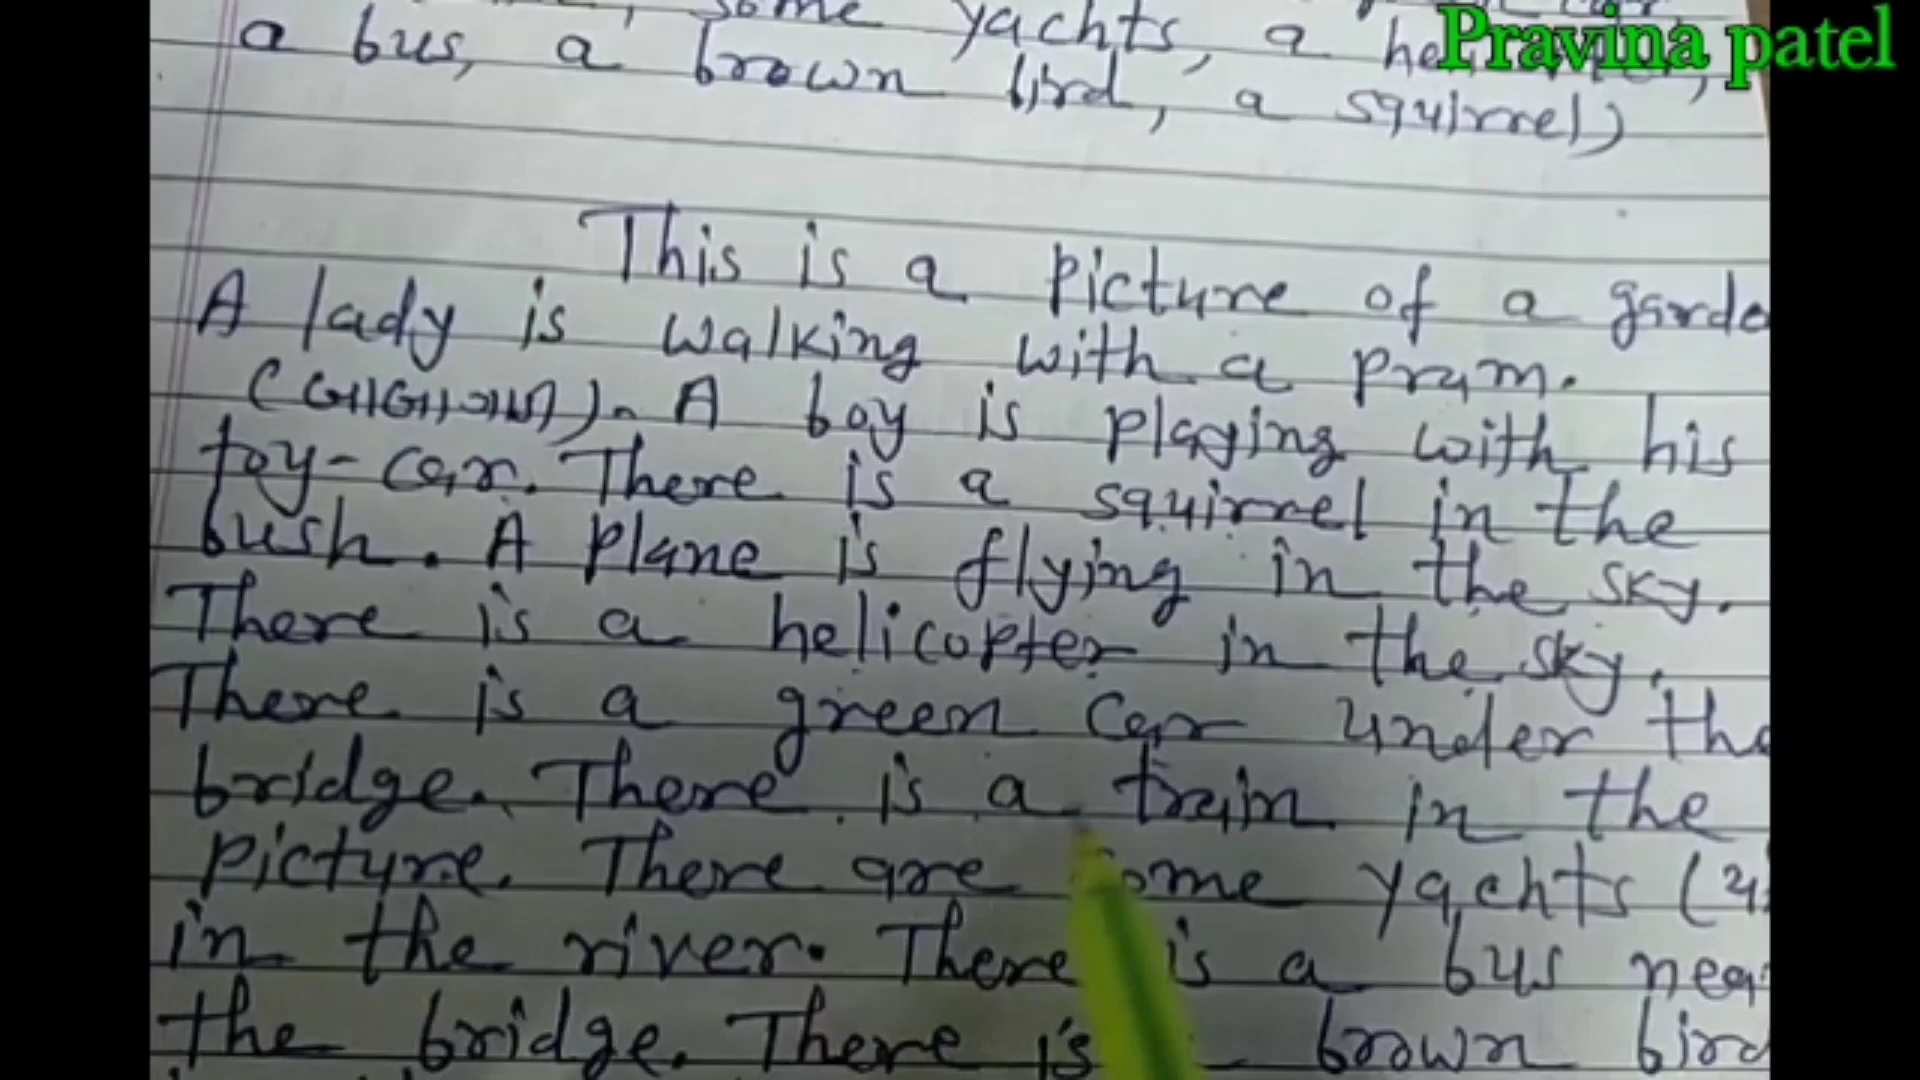 some yachts, a
Pravina patel
a bus, a brown bird, a squirrel)
This is a picture of a garde
A lady is walking with a pram.
(બાબાગાડી). A boy is playing with his
toy-car. There is a squirrel in the
bush. A plane is flying in the sky.
There is a helicopter in the sky.
There is a green car under the
bridge. There is a train in the
picture. There are some yachts
in the river. There is a bus near
the bridge. There is brown bird